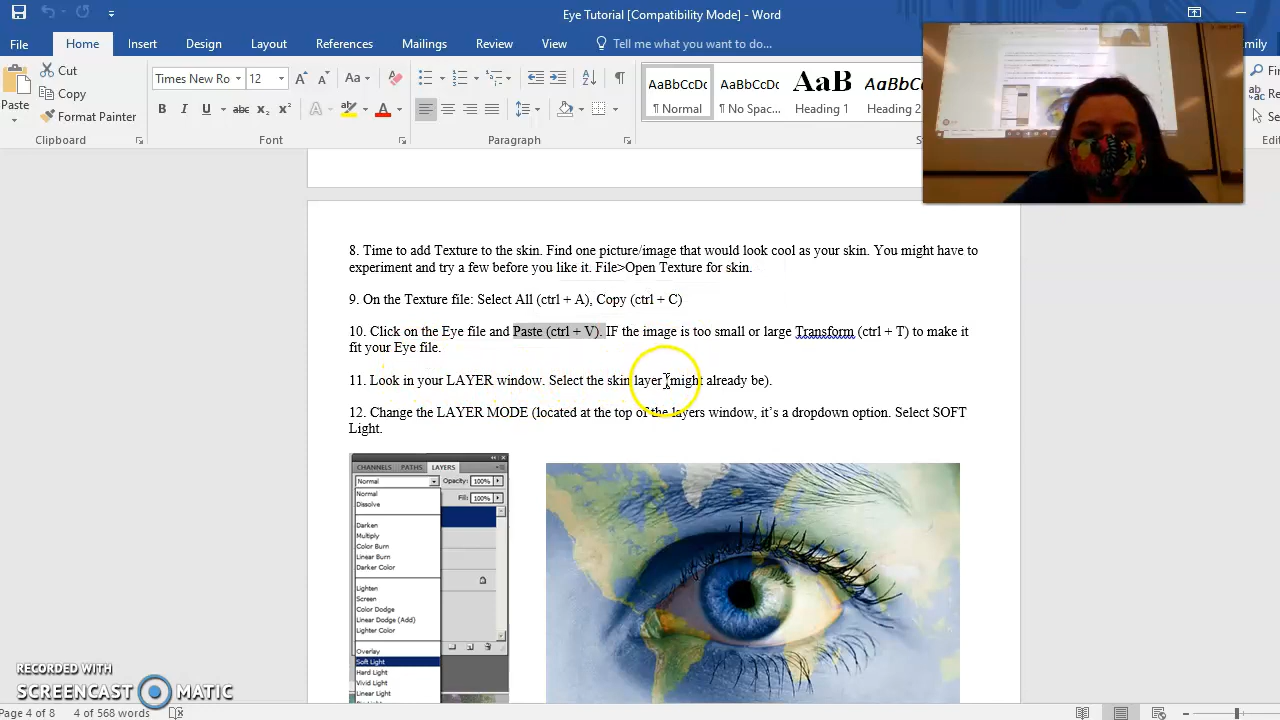 Eye Tutorial [Compatibility Mode] - Word
File Home Insert Design Layout References Mailings Review View Tell me what you want to do... mily
Paste
Cut
Copy
Format Painter
Times New Ro 12
AaBbCcDc AaBbCcDc AaB AaBbCc
¶ Normal ¶ No Spac... Heading 1 Heading 2
Fi
Re
Se
Clipboard Font Paragraph Edit
8. Time to add Texture to the skin. Find one picture/image that would look cool as your skin. You might have to
experiment and try a few before you like it. File>Open Texture for skin.
9. On the Texture file: Select All (ctrl + A), Copy (ctrl + C)
10. Click on the Eye file and Paste (ctrl + V). IF the image is too small or large Transform (ctrl + T) to make it
fit your Eye file.
11. Look in your LAYER window. Select the skin layer (might already be).
12. Change the LAYER MODE (located at the top of the layers window, it's a dropdown option. Select SOFT
Light.
CHANNELS PATHS LAYERS
Normal Opacity: 100%
Fill: 100%
Normal
Dissolve
Darken
Multiply
Color Burn
Linear Burn
Darker Color
Lighten
Screen
Color Dodge
Linear Dodge (Add)
Lighter Color
Overlay
Soft Light
Hard Light
Vivid Light
Linear Light
RECORDED WITH
SCREENCAST MATIC
Page 4 of 8 4 of 568 words